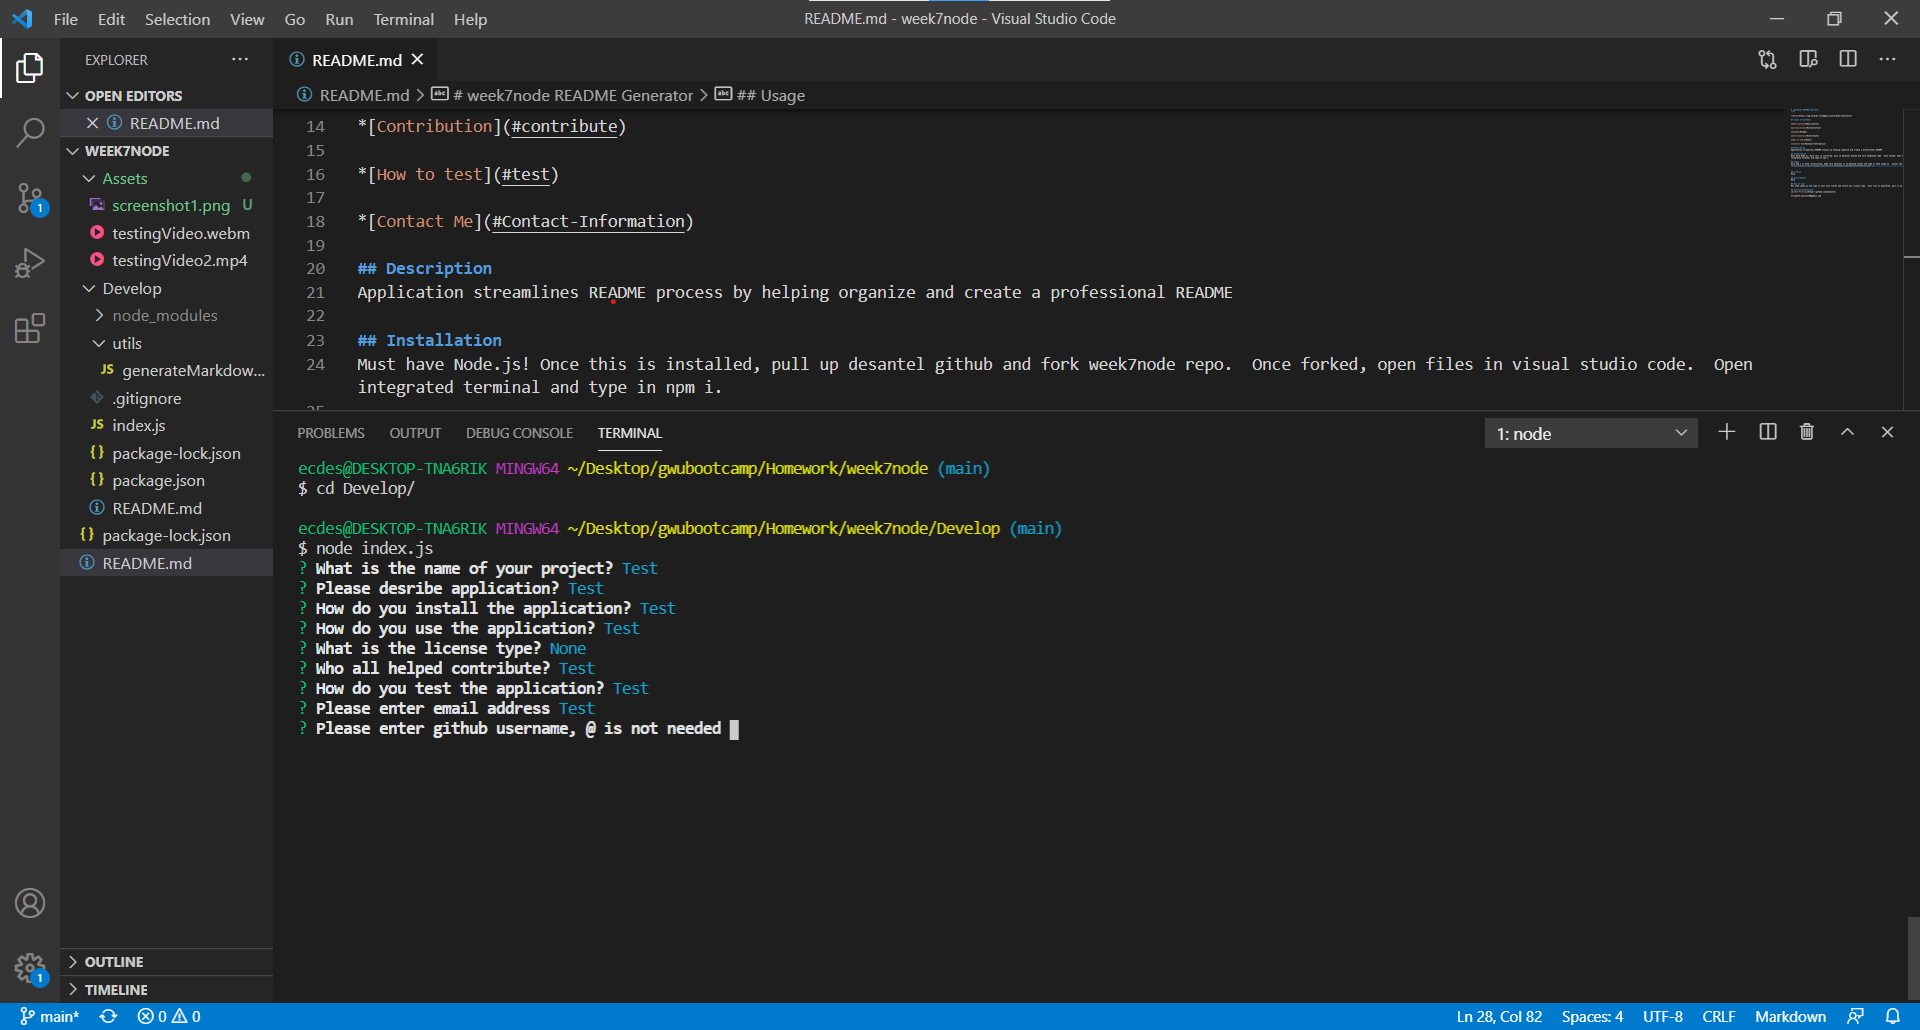 File Edit Selection View Go Run Terminal Help
README.md - week7node - Visual Studio Code
EXPLORER
OPEN EDITORS
README.md
WEEK7NODE
Assets
screenshot1.png U
testingVideo.webm
testingVideo2.mp4
Develop
node_modules
utils
JS generateMarkdow...
.gitignore
JS index.js
{} package-lock.json
{} package.json
README.md
{} package-lock.json
README.md
OUTLINE
TIMELINE
1
1
README.md
README.md > # week7node README Generator > ## Usage
14 *[Contribution](#contribute)
15
16 *[How to test](#test)
17
18 *[Contact Me](#Contact-Information)
19
20 ## Description
21 Application streamlines README process by helping organize and create a professional README
22
23 ## Installation
24 Must have Node.js! Once this is installed, pull up desantel github and fork week7node repo.  Once forked, open files in visual studio code.  Open
integrated terminal and type in npm i.
25
PROBLEMS OUTPUT DEBUG CONSOLE TERMINAL
1: node
ecdes@DESKTOP-TNA6RIK MINGW64 ~/Desktop/gwubootcamp/Homework/week7node (main)
$ cd Develop/
ecdes@DESKTOP-TNA6RIK MINGW64 ~/Desktop/gwubootcamp/Homework/week7node/Develop (main)
$ node index.js
? What is the name of your project? Test
? Please desribe application? Test
? How do you install the application? Test
? How do you use the application? Test
? What is the license type? None
? Who all helped contribute? Test
? How do you test the application? Test
? Please enter email address Test
? Please enter github username, @ is not needed
main* 0 0
Ln 28, Col 82 Spaces: 4 UTF-8 CRLF Markdown